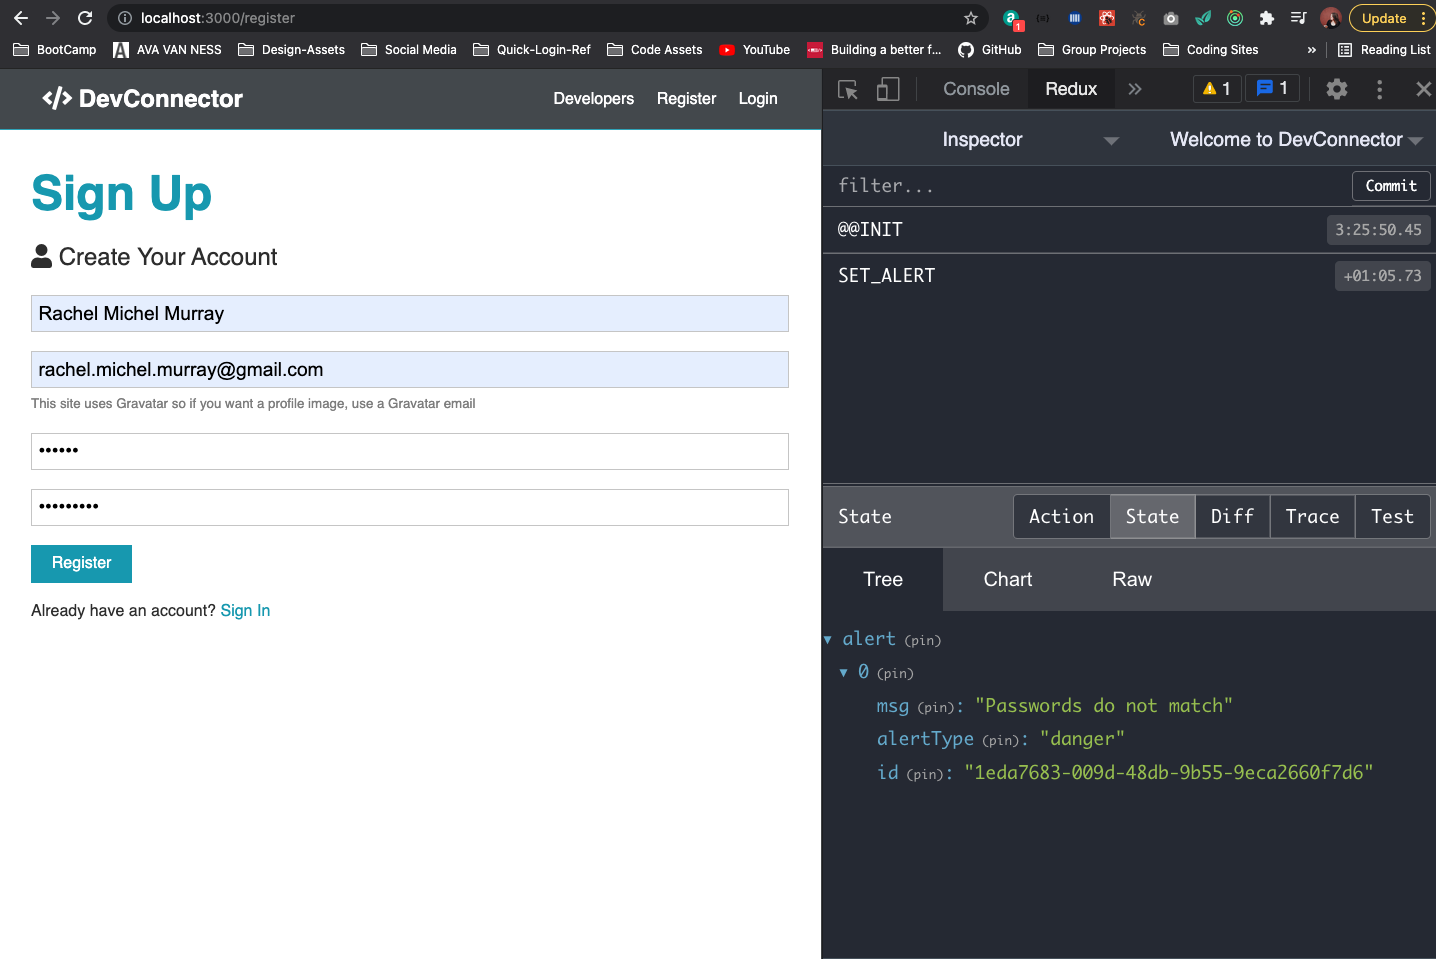 localhost:3000/register
1
Update
BootCamp
AVA VAN NESS
Design-Assets
Social Media
Quick-Login-Ref
Code Assets
YouTube
Building a better f...
GitHub
Group Projects
Coding Sites
»
Reading List
</> DevConnector
Developers
Register
Login
Sign Up
Create Your Account
Rachel Michel Murray
rachel.michel.murray@gmail.com
This site uses Gravatar so if you want a profile image, use a Gravatar email
••••••
•••••••••
Register
Already have an account? Sign In
Console
Redux
»
1
1
Inspector
Welcome to DevConnector
filter...
Commit
@@INIT
3:25:50.45
SET_ALERT
+01:05.73
State
Action
State
Diff
Trace
Test
Tree
Chart
Raw
alert (pin)
0 (pin)
msg (pin): "Passwords do not match"
alertType (pin): "danger"
id (pin): "1eda7683-009d-48db-9b55-9eca2660f7d6"